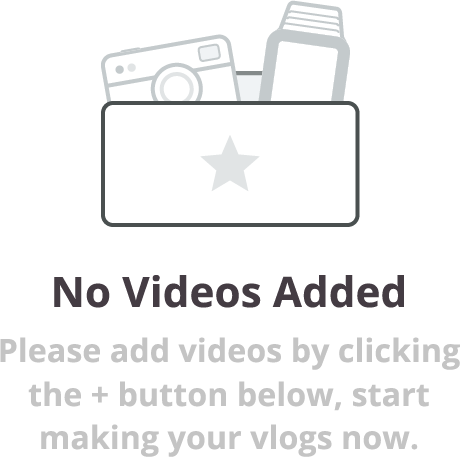 No Videos Added
Please add videos by clicking
the + button below, start
making your vlogs now.